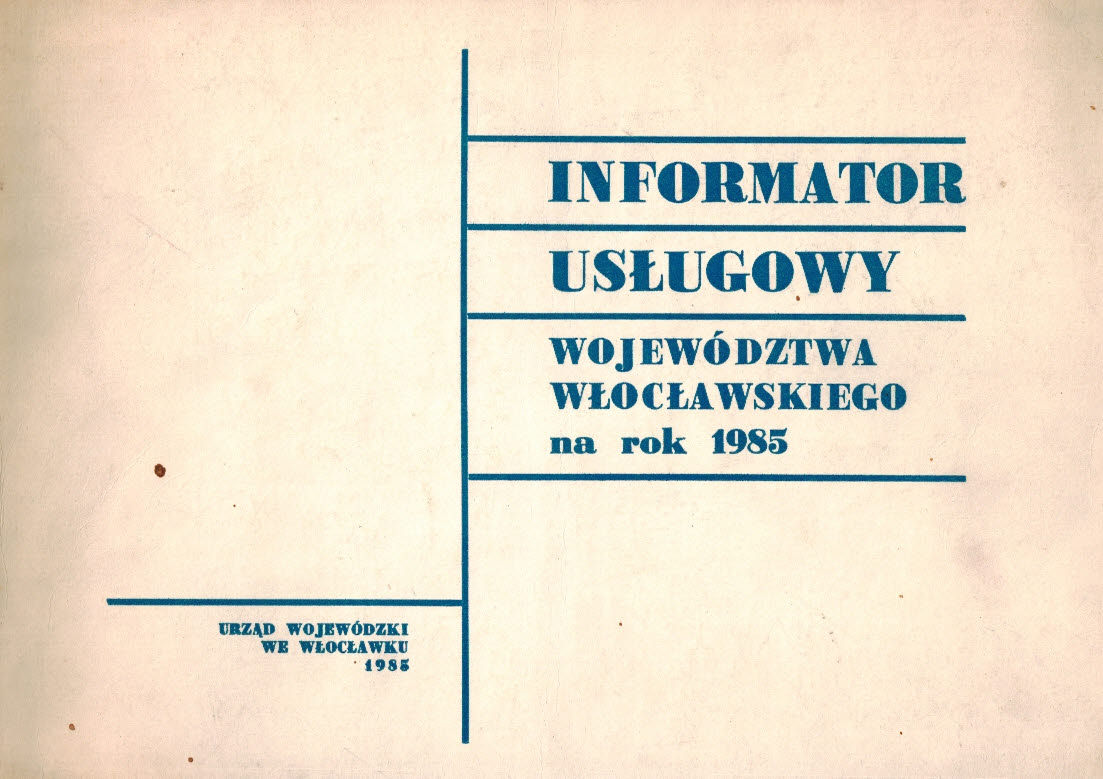 INFORMATOR
USŁUGOWY
WOJEWÓDZTWA
WŁOCŁAWSKIEGO
na rok 1985
URZĄD WOJEWÓDZKI
WE WŁOCŁAWKU
1985